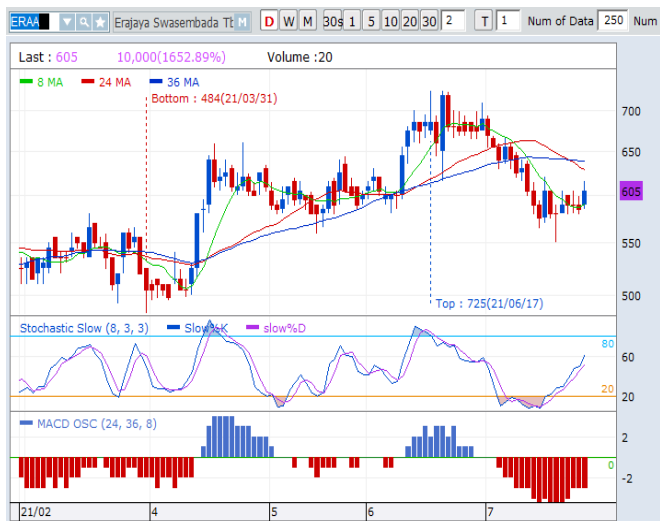 ERAA Erajaya Swasembada Tb M D W M 30s 1 5 10 20 30 2 T 1 Num of Data 250 Num
Last : 605 10,000(1652.89%) Volume :20
8 MA 24 MA 36 MA
Bottom : 484(21/03/31)
700
650
605
550
500
Top : 725(21/06/17)
Stochastic Slow (8, 3, 3) Slow%K slow%D
80
60
20
20
MACD OSC (24, 36, 8)
2
0
-2
21/02 4 5 6 7